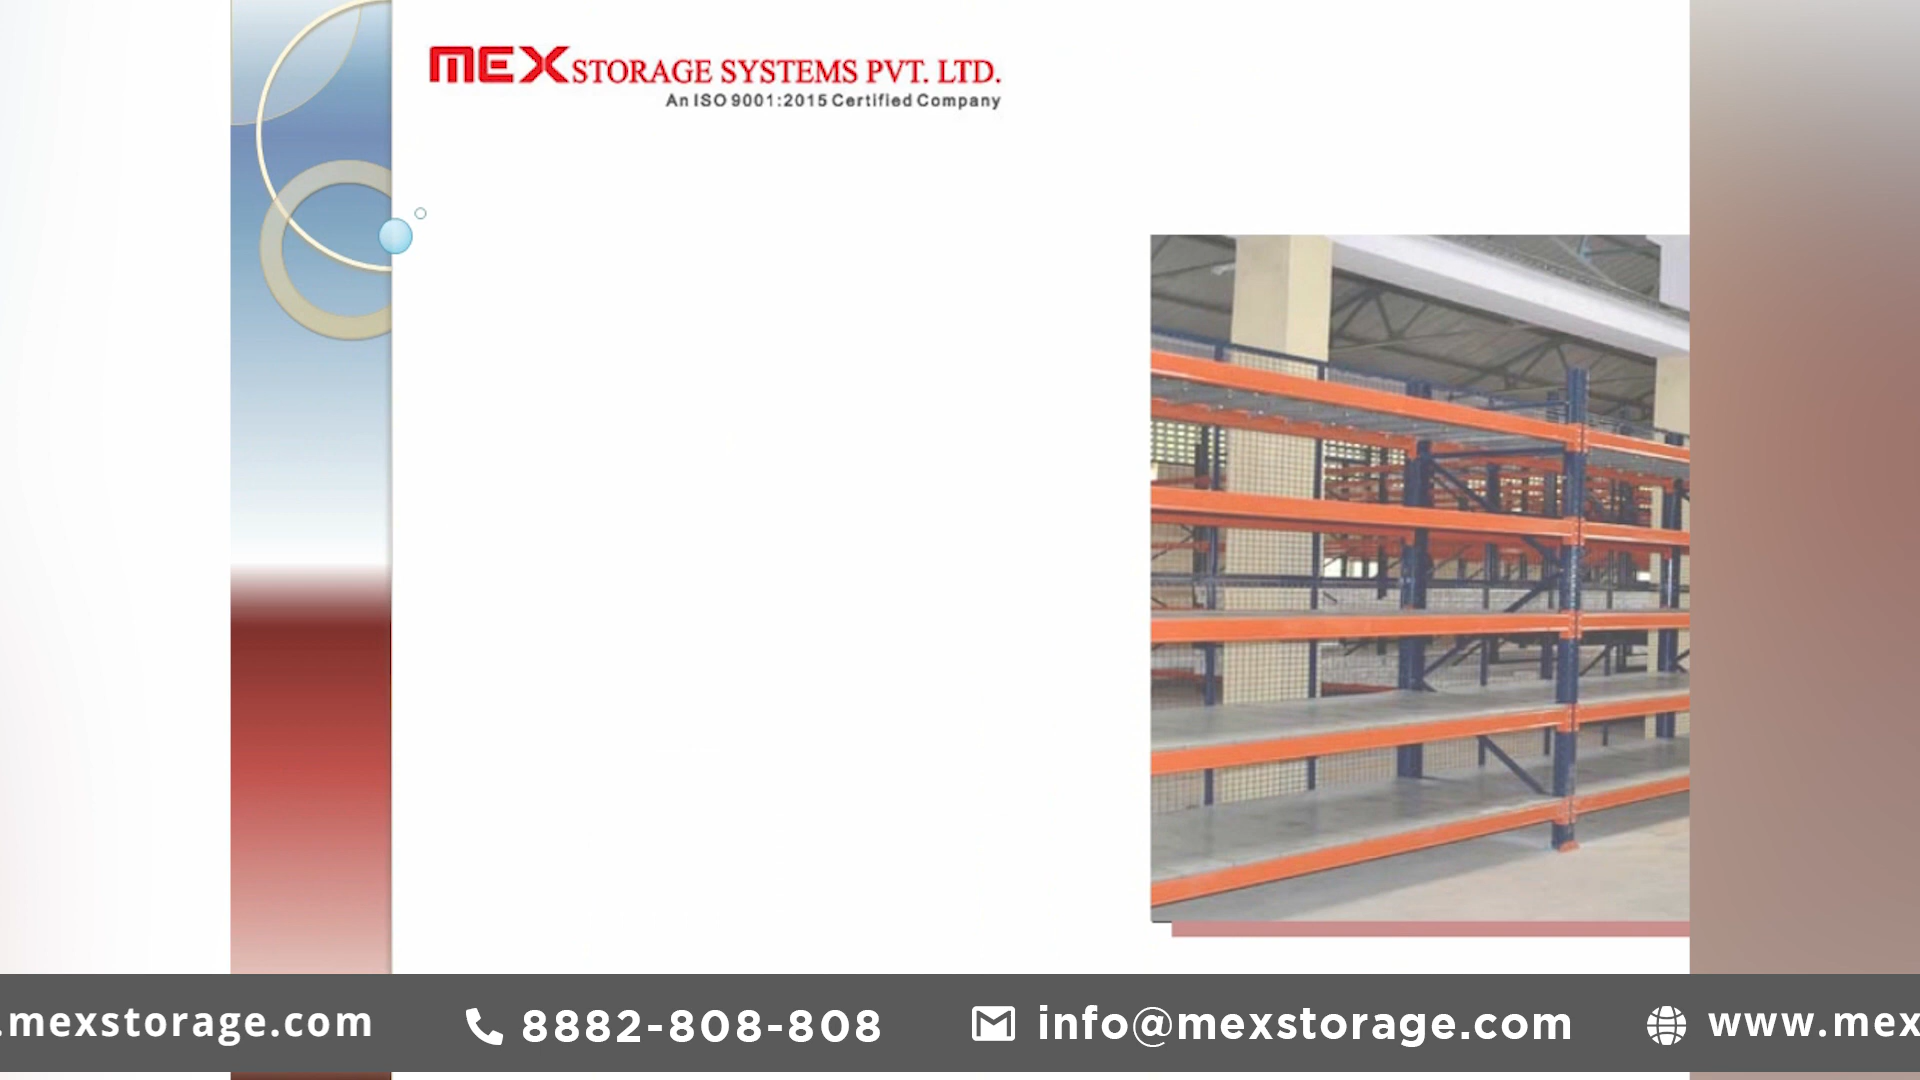 MEX STORAGE SYSTEMS PVT. LTD.
An ISO 9001:2015 Certified Company
.mexstorage.com 8882-808-808 info@mexstorage.com www.mex